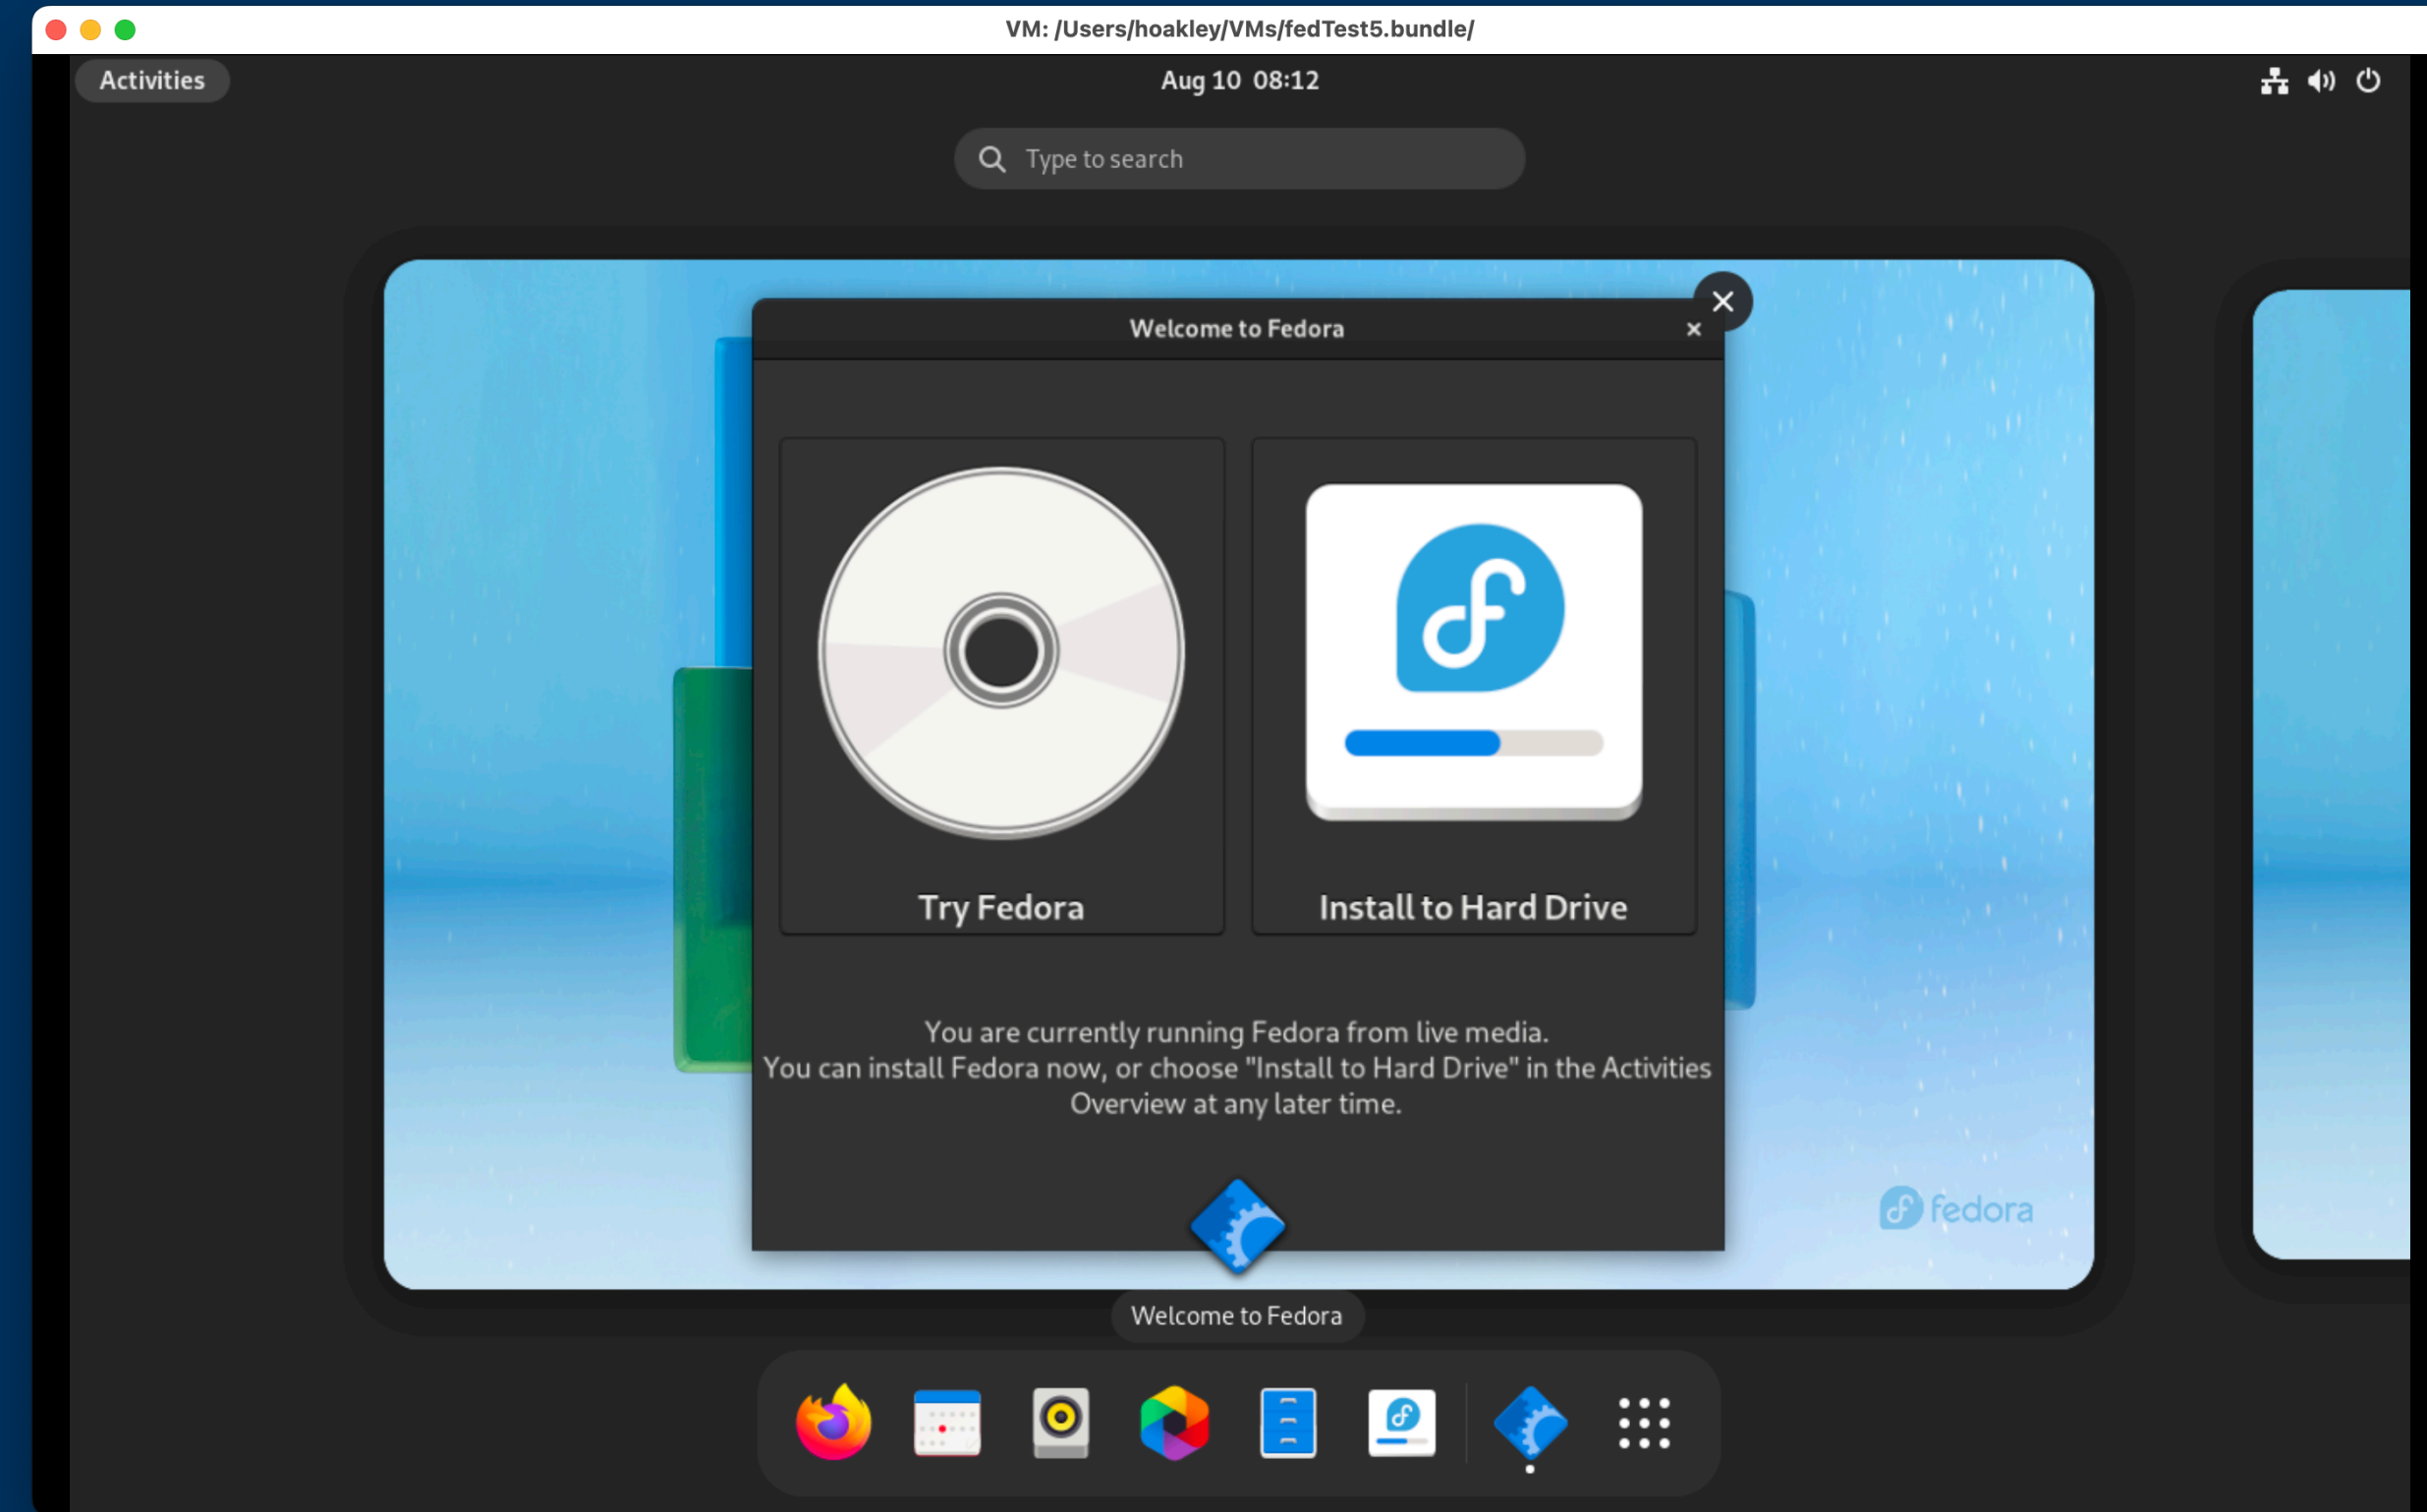 VM: /Users/hoakley/VMs/fedTest5.bundle/
Activities
Aug 10 08:12
Type to search
Welcome to Fedora
Try Fedora
Install to Hard Drive
You are currently running Fedora from live media.
You can install Fedora now, or choose "Install to Hard Drive" in the Activities
Overview at any later time.
fedora
Welcome to Fedora